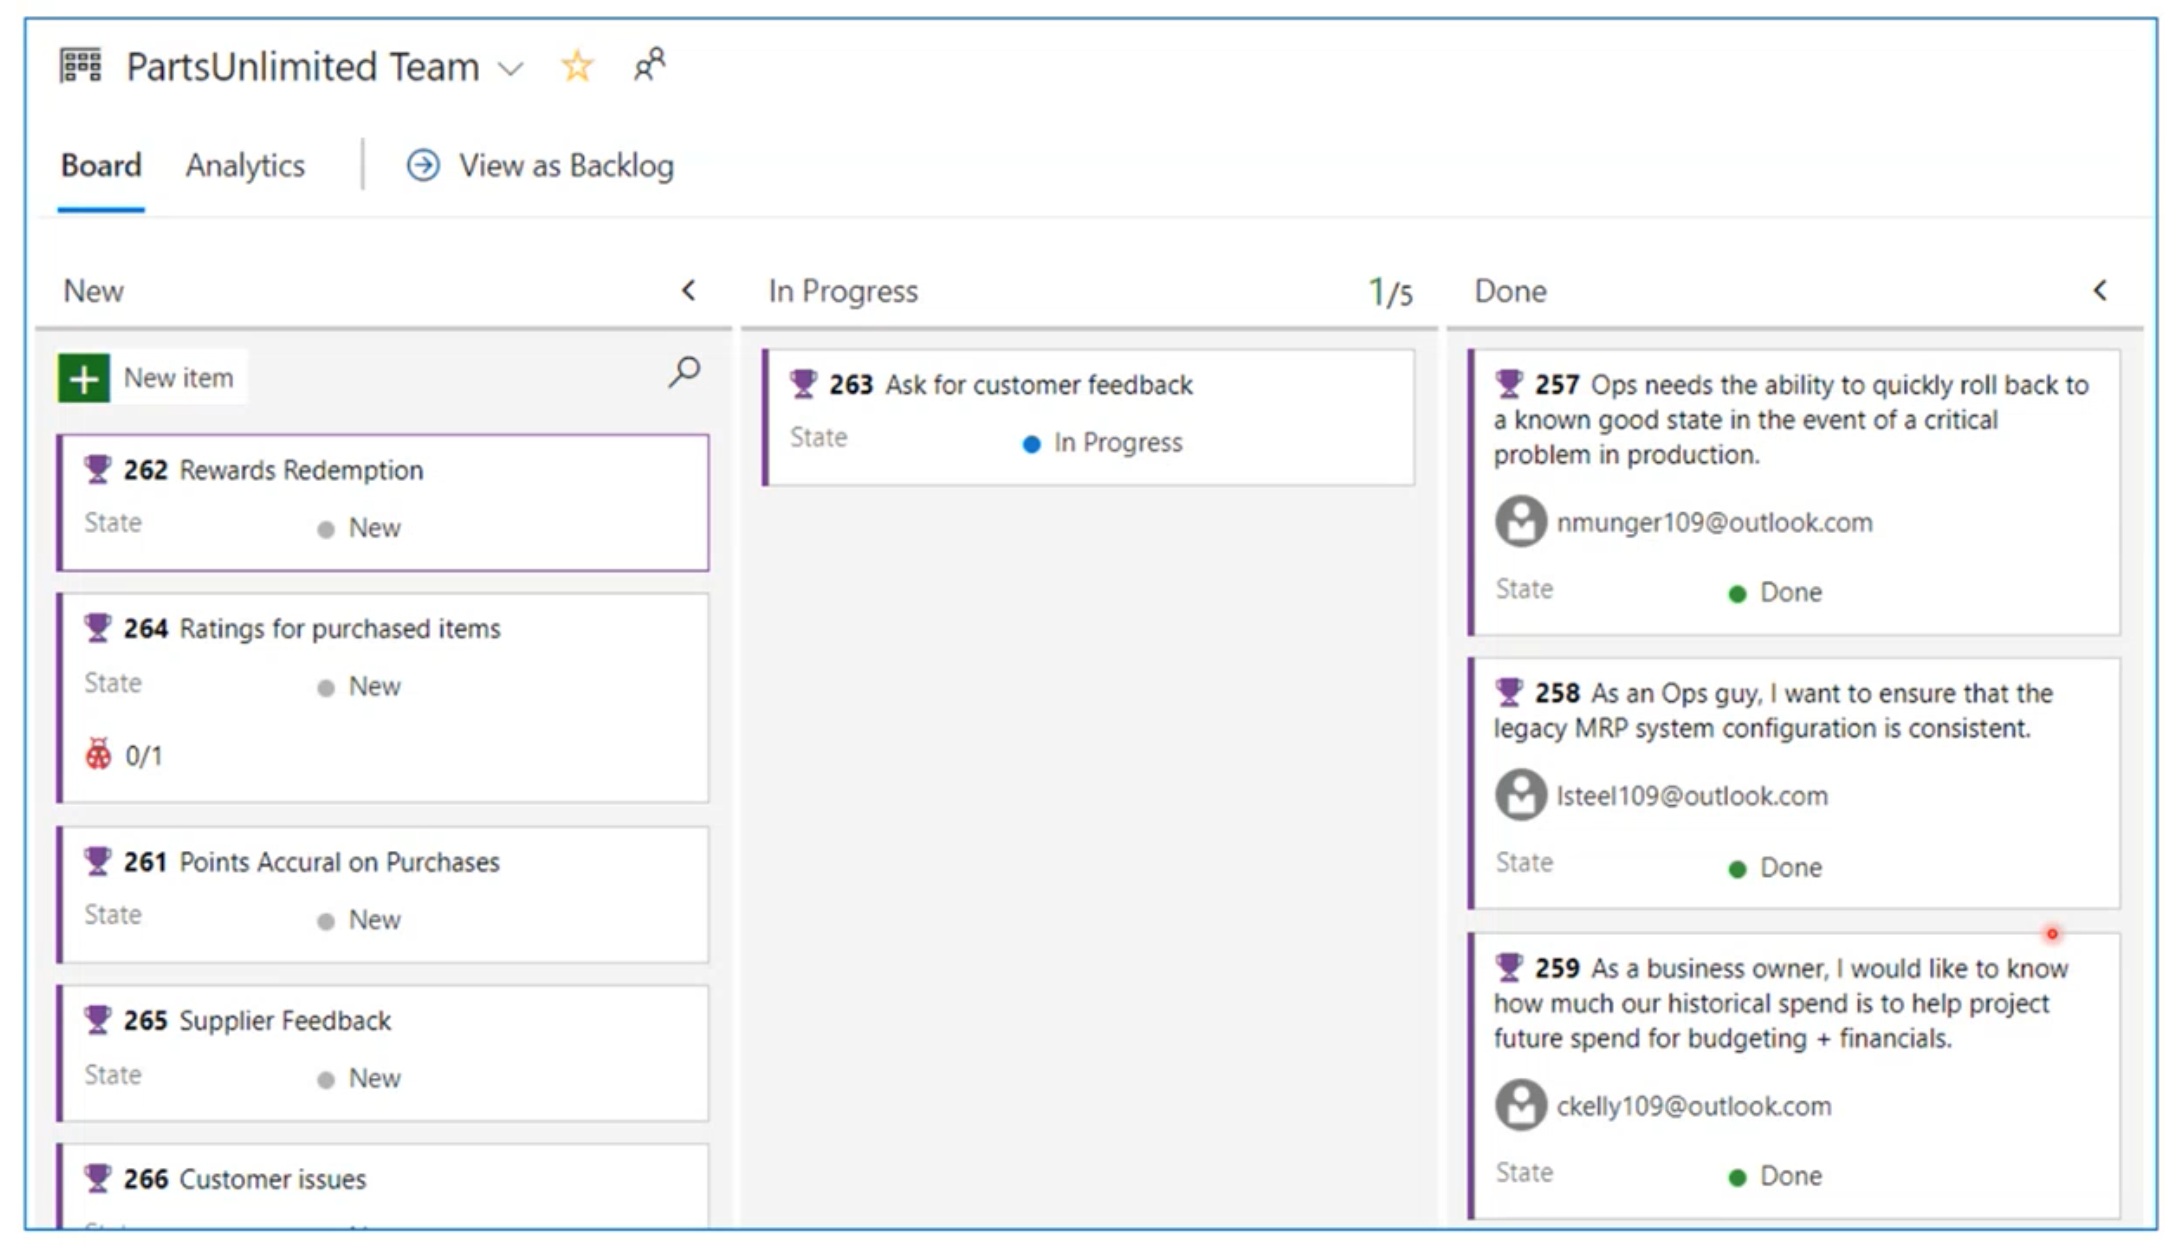 PartsUnlimited Team
Board Analytics View as Backlog
New
New item
262 Rewards Redemption
State New
264 Ratings for purchased items
State New
0/1
261 Points Accural on Purchases
State New
265 Supplier Feedback
State New
266 Customer issues
In Progress 1/5
263 Ask for customer feedback
State In Progress
Done
257 Ops needs the ability to quickly roll back to
a known good state in the event of a critical
problem in production.
nmunger109@outlook.com
State Done
258 As an Ops guy, I want to ensure that the
legacy MRP system configuration is consistent.
lsteel109@outlook.com
State Done
259 As a business owner, I would like to know
how much our historical spend is to help project
future spend for budgeting + financials.
ckelly109@outlook.com
State Done